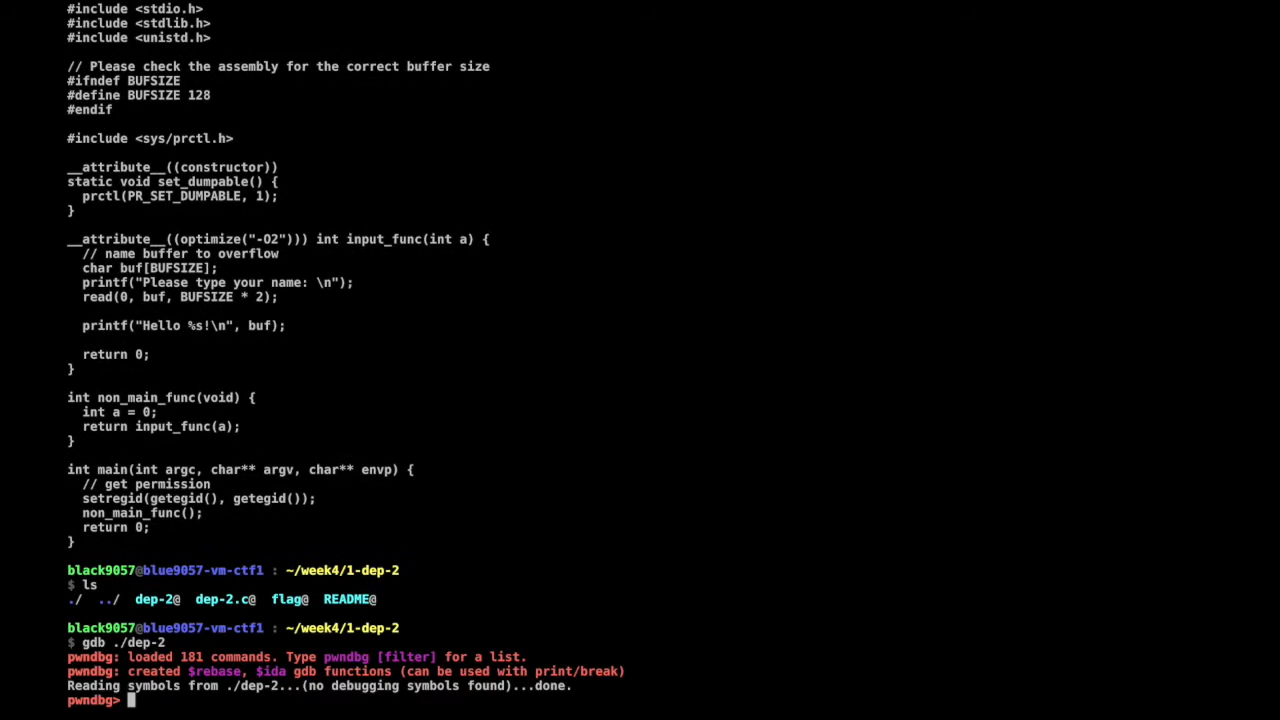 #include <stdio.h>
#include <stdlib.h>
#include <unistd.h>
// Please check the assembly for the correct buffer size
#ifndef BUFSIZE
#define BUFSIZE 128
#endif
#include <sys/prctl.h>
__attribute__((constructor))
static void set_dumpable() {
  prctl(PR_SET_DUMPABLE, 1);
}
__attribute__((optimize("-O2"))) int input_func(int a) {
  // name buffer to overflow
  char buf[BUFSIZE];
  printf("Please type your name: \n");
  read(0, buf, BUFSIZE * 2);
  printf("Hello %s!\n", buf);
  return 0;
}
int non_main_func(void) {
  int a = 0;
  return input_func(a);
}
int main(int argc, char** argv, char** envp) {
  // get permission
  setregid(getegid(), getegid());
  non_main_func();
  return 0;
}
black9057@blue9057-vm-ctf1 : ~/week4/1-dep-2
$ ls
./  ../  dep-2@  dep-2.c@  flag@  README@
black9057@blue9057-vm-ctf1 : ~/week4/1-dep-2
$ gdb ./dep-2
pwndbg: loaded 181 commands. Type pwndbg [filter] for a list.
pwndbg: created $rebase, $ida gdb functions (can be used with print/break)
Reading symbols from ./dep-2...(no debugging symbols found)...done.
pwndbg>